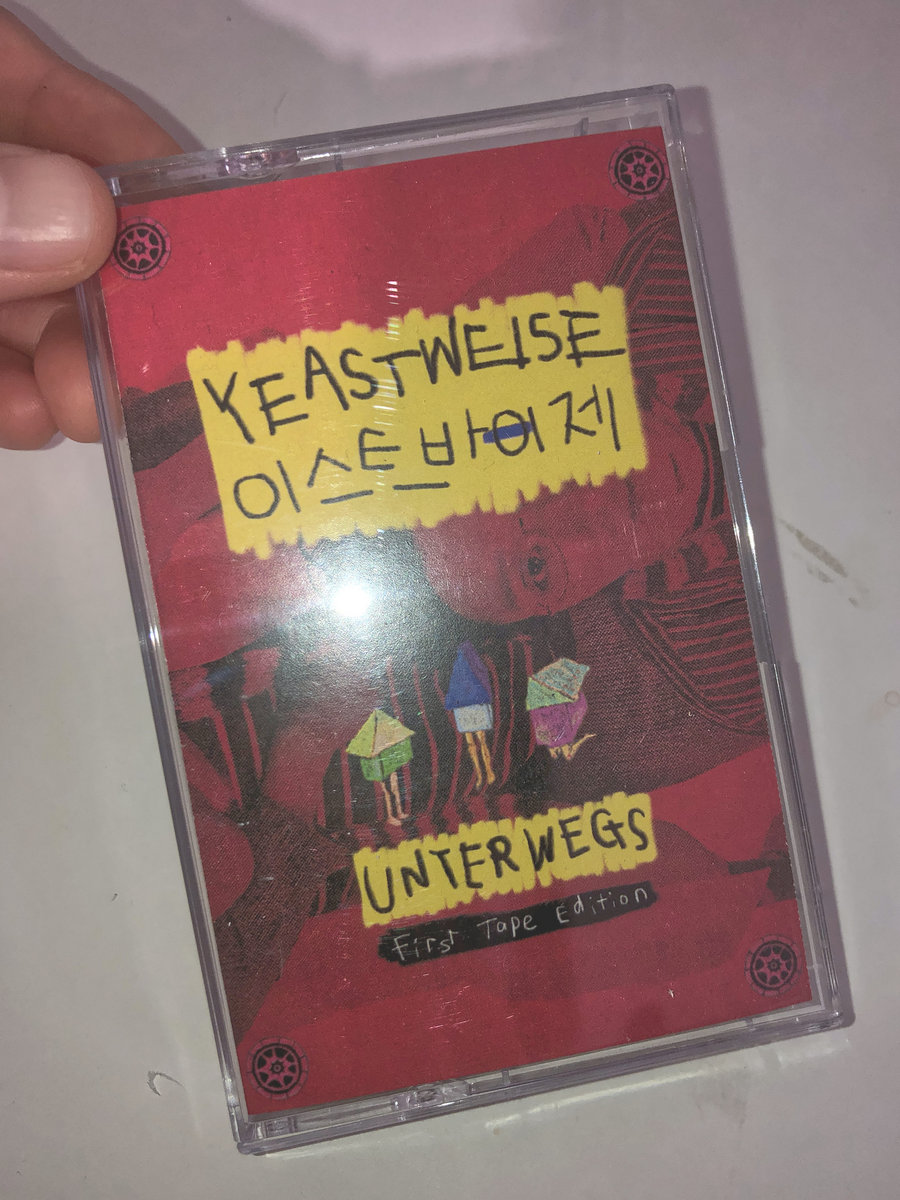 YEASTWEISE
이스트바이제
UNTERWEGS
First Tape Edition